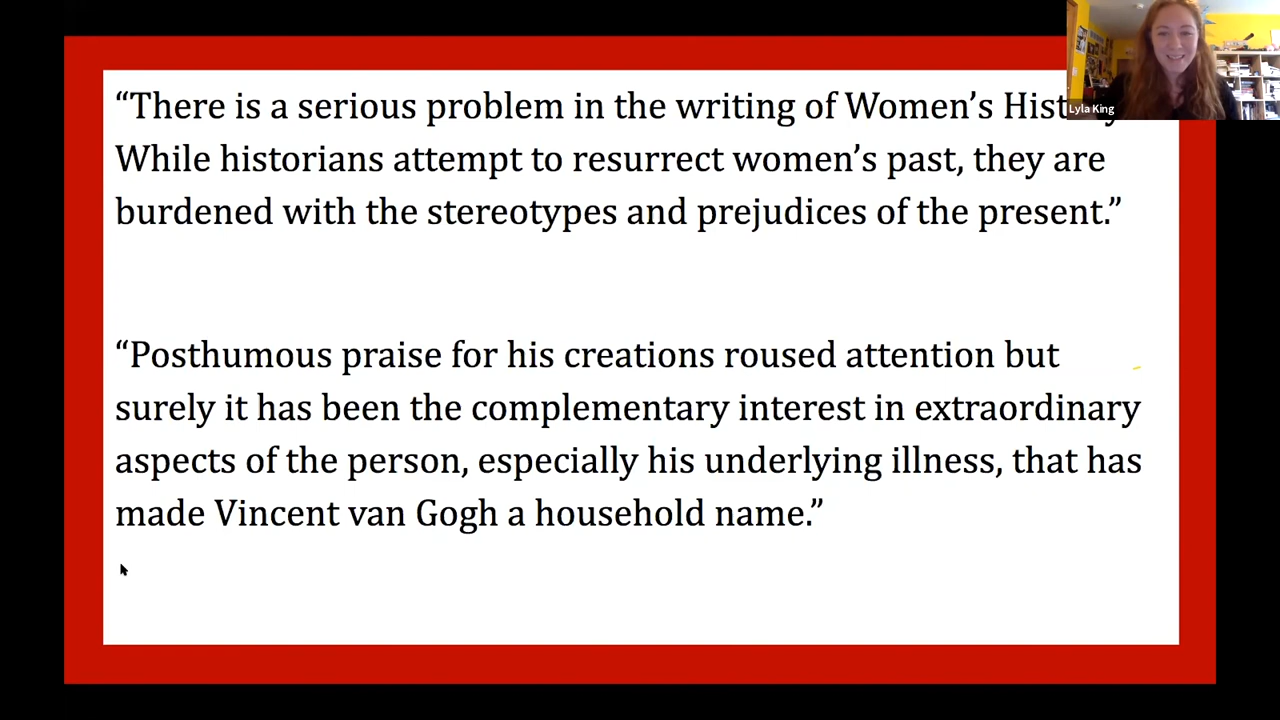 “There is a serious problem in the writing of Women’s
Lyla King
While historians attempt to resurrect women’s past, they are
burdened with the stereotypes and prejudices of the present.”
“Posthumous praise for his creations roused attention but
surely it has been the complementary interest in extraordinary
aspects of the person, especially his underlying illness, that has
made Vincent van Gogh a household name.”